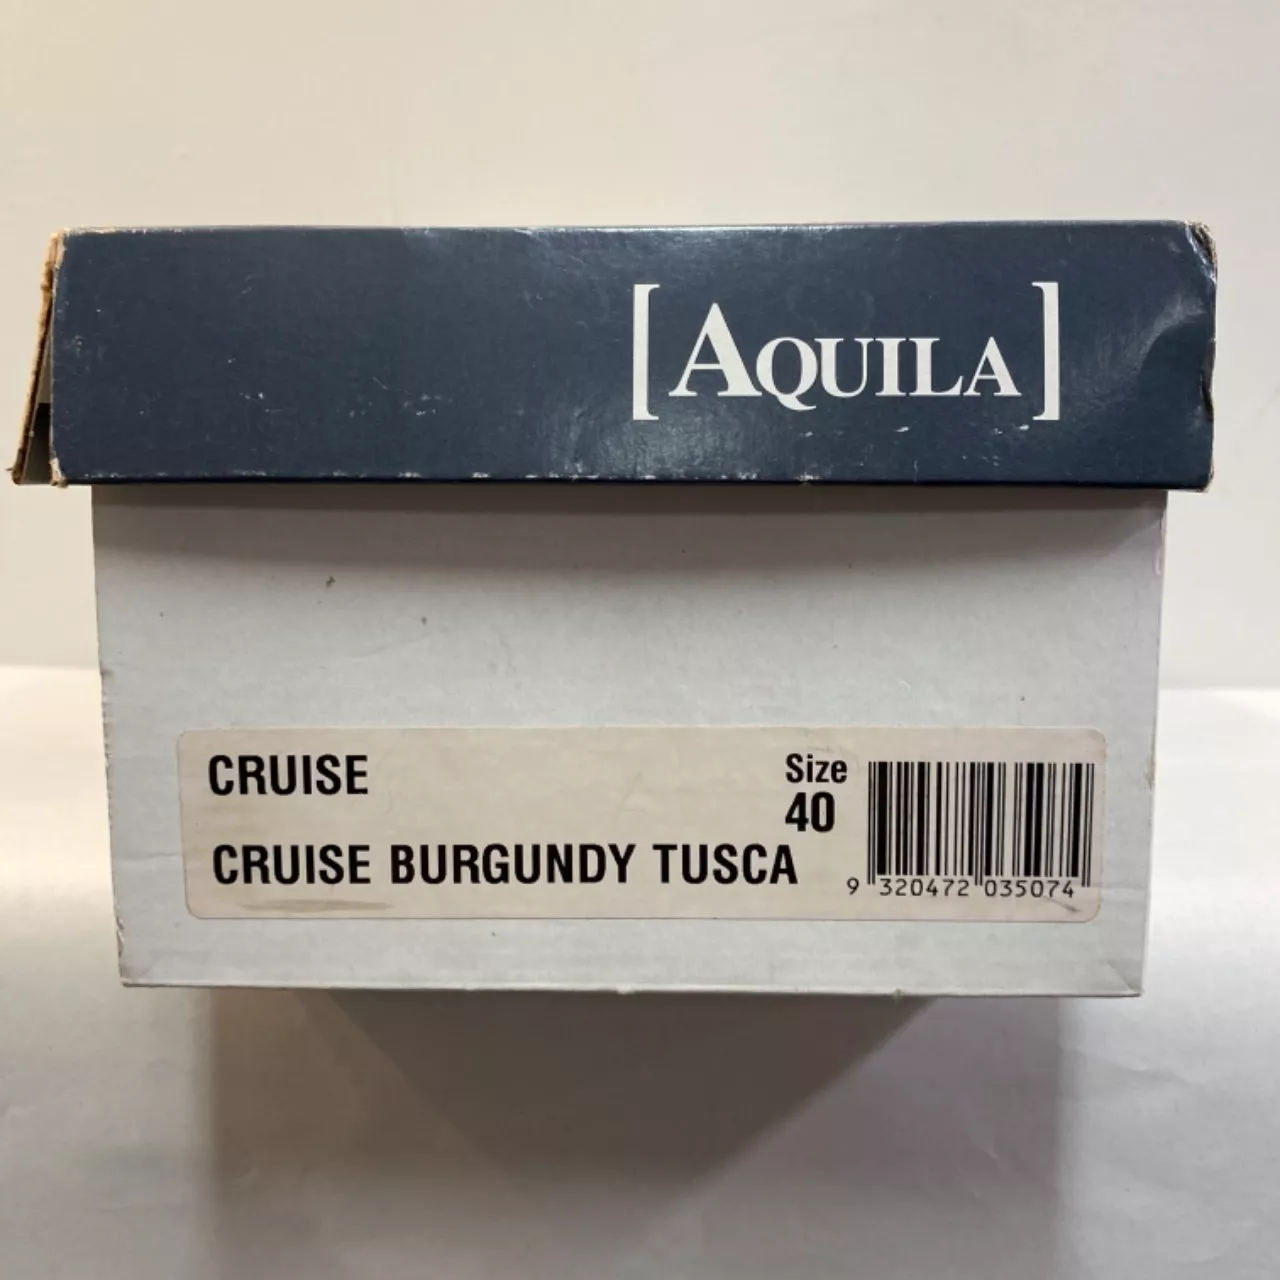 [AQUILA]
CRUISE
Size
40
CRUISE BURGUNDY TUSCA
9 320472 035074